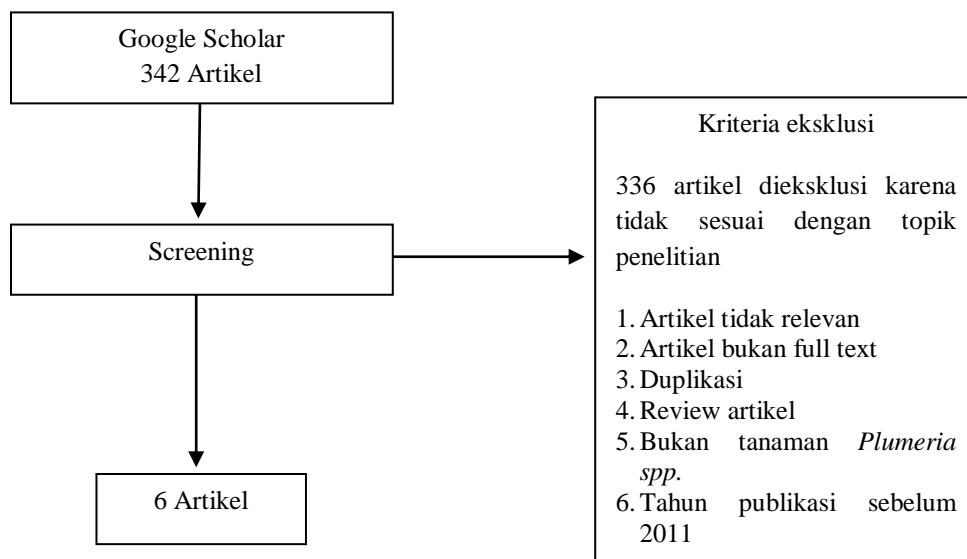 Google Scholar
342 Artikel
Screening
6 Artikel
Kriteria eksklusi
336 artikel dieksklusi karena
tidak sesuai dengan topik
penelitian
1. Artikel tidak relevan
2. Artikel bukan full text
3. Duplikasi
4. Review artikel
5. Bukan tanaman Plumeria
spp.
6. Tahun publikasi sebelum
2011